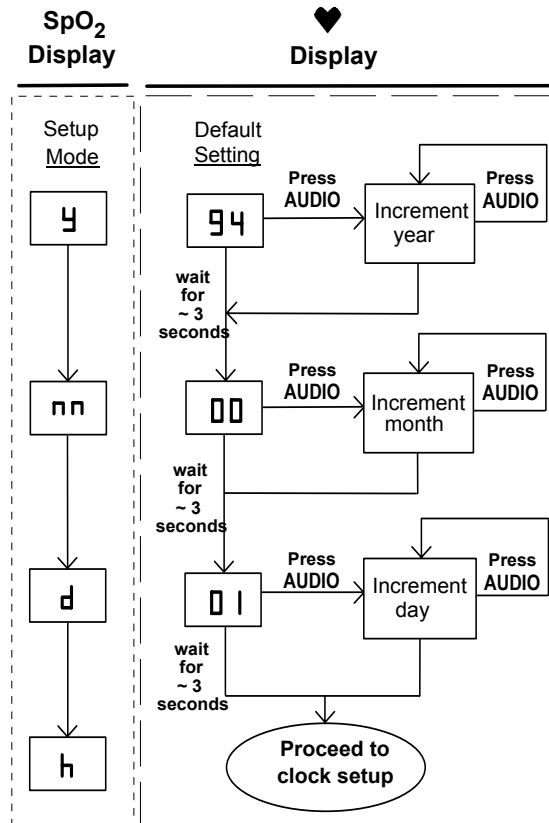 SpO2
Display
♥
Display
Setup
Mode
Default
Setting
y
94
Press
AUDIO
Increment
year
Press
AUDIO
wait
for
~ 3
seconds
nn
00
Press
AUDIO
Increment
month
Press
AUDIO
wait
for
~ 3
seconds
d
01
Press
AUDIO
Increment
day
Press
AUDIO
wait
for
~ 3
seconds
h
Proceed to
clock setup